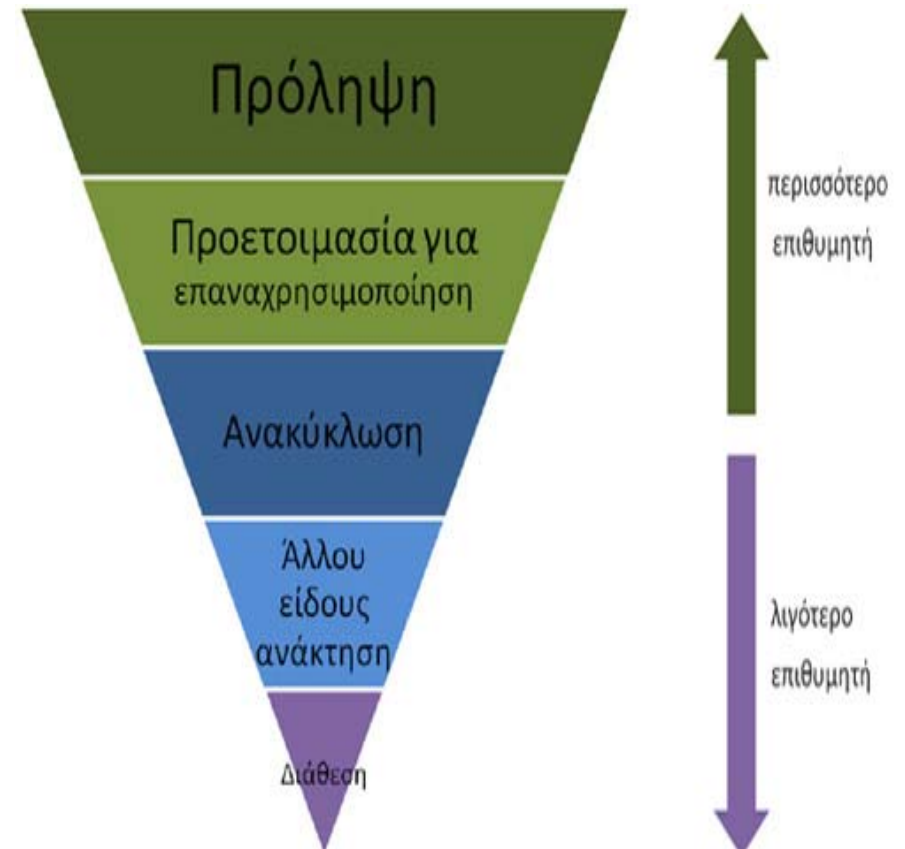 Πρόληψη
Προετοιμασία για
επαναχρησιμοποίηση
Ανακύκλωση
Άλλου
είδους
ανάκτηση
Διάθεση
περισσότερο
επιθυμητή
λιγότερο
επιθυμητή